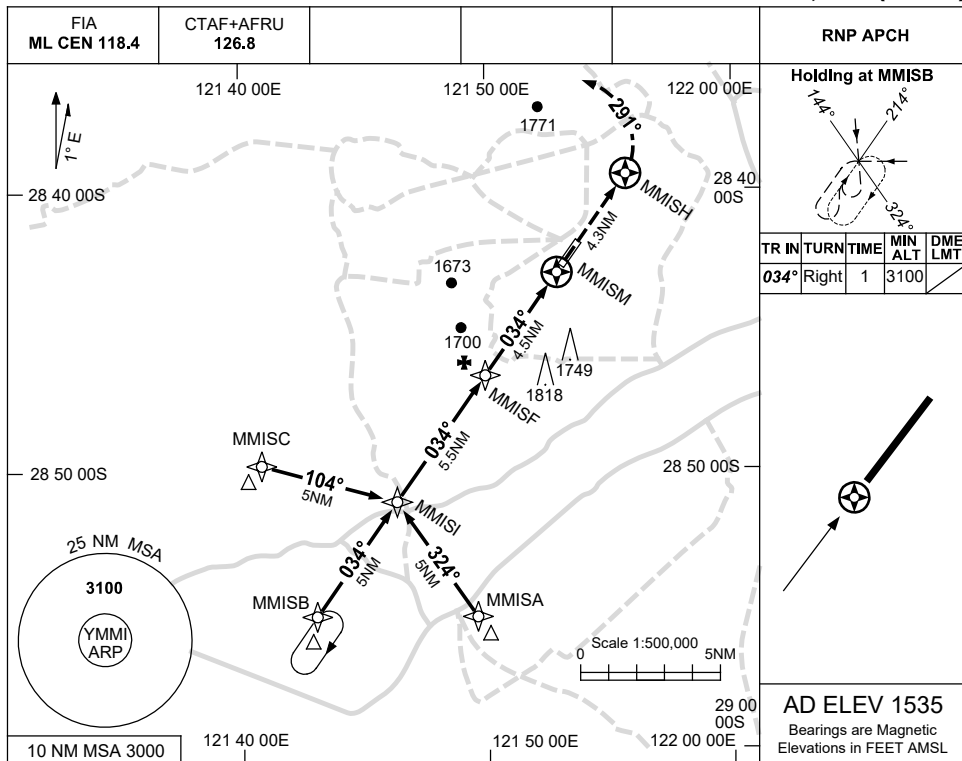 FIA
ML CEN 118.4
CTAF+AFRU
126.8
RNP APCH
121 40 00E
121 50 00E
122 00 00E
Holding at MMISB
144°
214°
324°
1° E
1771
291°
28 40 00S
28 40
00S
MMISH
4.3NM
TR IN
TURN
TIME
MIN
ALT
DME
LMT
034°
Right
1
3100
1673
MMISM
1700
034°
4.5NM
1749
1818
MMISF
MMISC
034°
5.5NM
28 50 00S
28 50 00S
104°
5NM
MMISI
25 NM MSA
3100
YMMI
ARP
034°
5NM
324°
5NM
MMISB
MMISA
Scale 1:500,000
0
5NM
29 00
00S
AD ELEV 1535
Bearings are Magnetic
Elevations in FEET AMSL
10 NM MSA 3000
121 40 00E
121 50 00E
122 00 00E